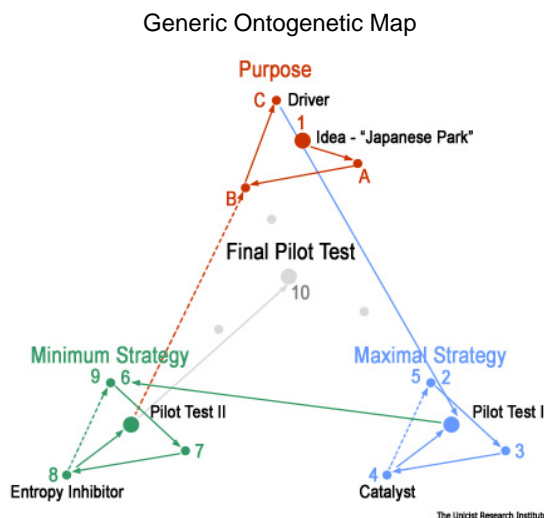 Generic Ontogenetic Map
Purpose
C Driver
1
Idea - "Japanese Park"
A
B
Final Pilot Test
10
Minimum Strategy
Maximal Strategy
9 6
5 2
Pilot Test II
Pilot Test I
7
3
8
4
Entropy Inhibitor
Catalyst
The Unicist Research Institute